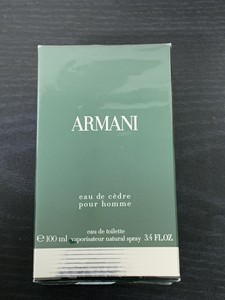 ARMANI
eau de cèdre
pour homme
eau de toilette
℮ 100 ml vaporisateur natural spray 3.4 FL.OZ.